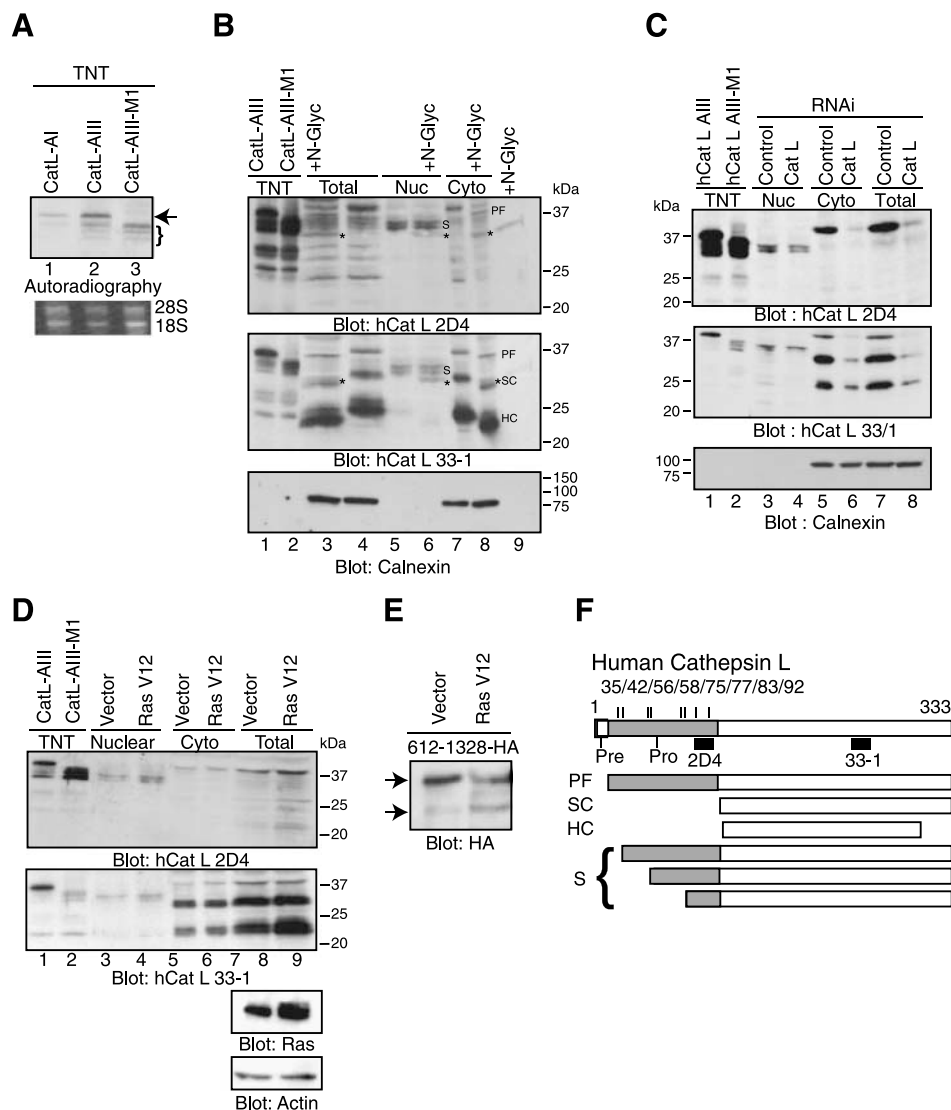 A
TNT
CatL-AI
CatL-AIII
CatL-AIII-M1
1 2 3
Autoradiography
28S
18S
B
CatL-AIII
CatL-AIII-M1
+N-Glyc
+N-Glyc
+N-Glyc
+N-Glyc
TNT Total Nuc Cyto
kDa
PF
S
*
*
*
37
25
20
Blot: hCat L 2D4
PF
S
*
*
*SC
HC
37
25
20
Blot: hCat L 33-1
150
100
75
1 2 3 4 5 6 7 8 9
Blot: Calnexin
C
hCat L AIII
hCat L AIII-M1
RNAi
Control
Cat L
Control
Cat L
Control
Cat L
TNT Nuc Cyto Total
kDa
37
25
20
Blot: hCat L 2D4
37
25
20
Blot : hCat L 33/1
100
75
1 2 3 4 5 6 7 8
Blot : Calnexin
D
CatL-AIII
CatL-AIII-M1
Vector
Ras V12
Vector
Ras V12
Vector
Ras V12
TNT Nuclear Cyto Total
kDa
37
25
20
Blot: hCat L 2D4
37
25
20
1 2 3 4 5 6 7 8 9
Blot: hCat L 33-1
Blot: Ras
Blot: Actin
E
Vector
Ras V12
612-1328-HA
Blot: HA
F
Human Cathepsin L
35/42/56/58/75/77/83/92
1 333
Pre Pro 2D4 33-1
PF
SC
HC
S {